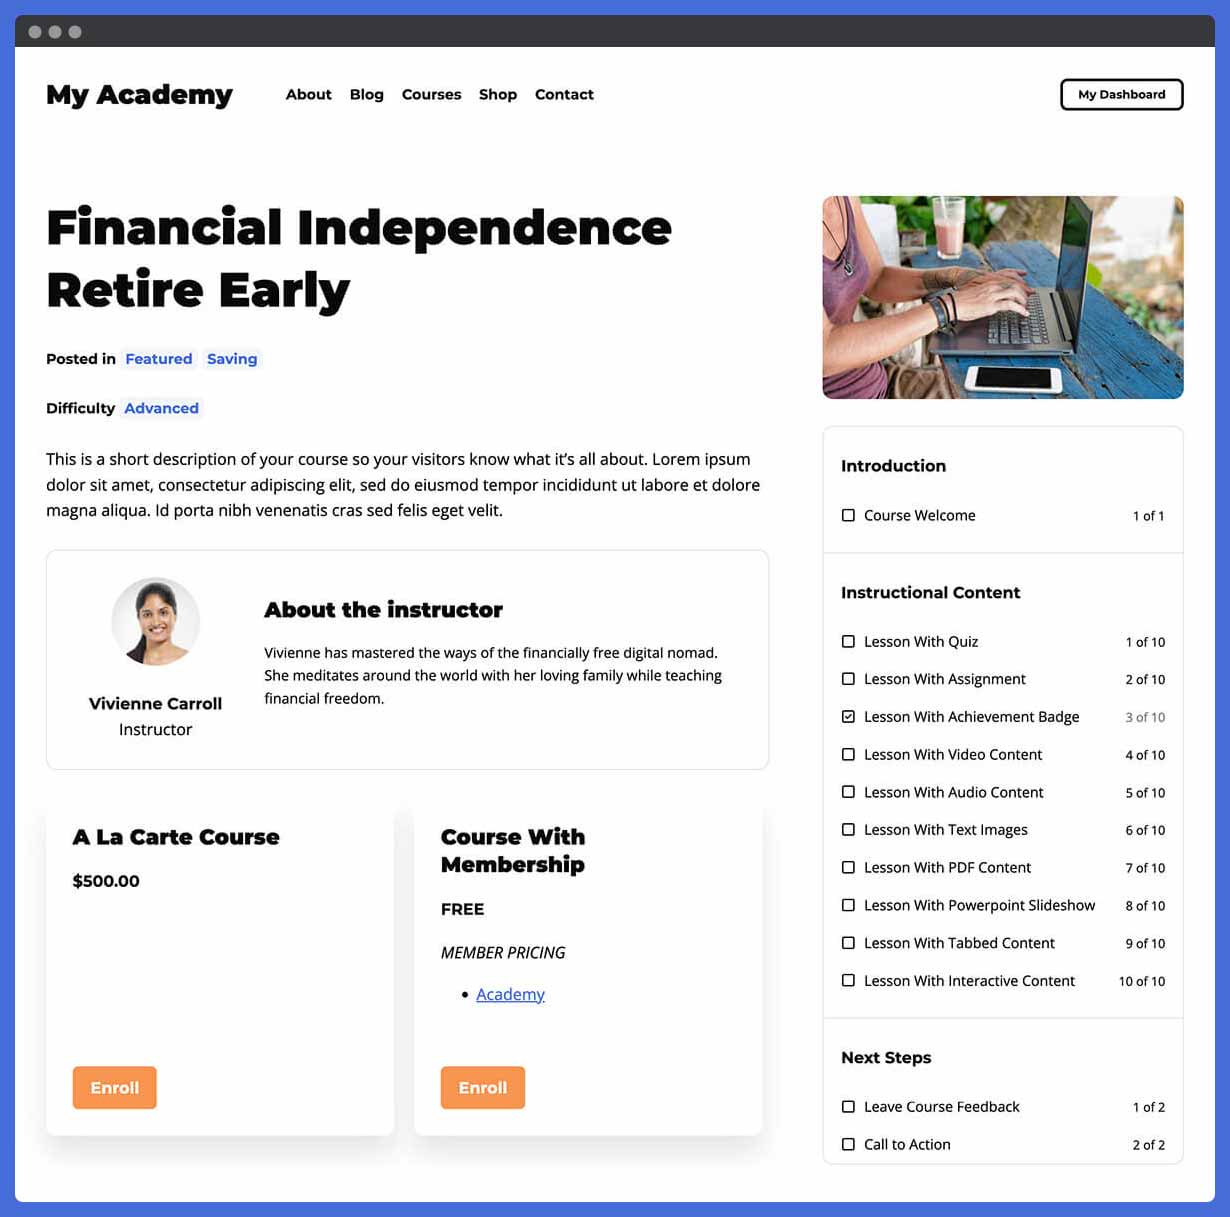 My Academy
About Blog Courses Shop Contact
My Dashboard
Financial Independence
Retire Early
Posted in Featured Saving
Difficulty Advanced
This is a short description of your course so your visitors know what it’s all about. Lorem ipsum
dolor sit amet, consectetur adipiscing elit, sed do eiusmod tempor incididunt ut labore et dolore
magna aliqua. Id porta nibh venenatis cras sed felis eget velit.
Vivienne Carroll
Instructor
About the instructor
Vivienne has mastered the ways of the financially free digital nomad.
She meditates around the world with her loving family while teaching
financial freedom.
A La Carte Course
$500.00
Enroll
Course With
Membership
FREE
MEMBER PRICING
Academy
Enroll
Introduction
Course Welcome 1 of 1
Instructional Content
Lesson With Quiz 1 of 10
Lesson With Assignment 2 of 10
Lesson With Achievement Badge 3 of 10
Lesson With Video Content 4 of 10
Lesson With Audio Content 5 of 10
Lesson With Text Images 6 of 10
Lesson With PDF Content 7 of 10
Lesson With Powerpoint Slideshow 8 of 10
Lesson With Tabbed Content 9 of 10
Lesson With Interactive Content 10 of 10
Next Steps
Leave Course Feedback 1 of 2
Call to Action 2 of 2